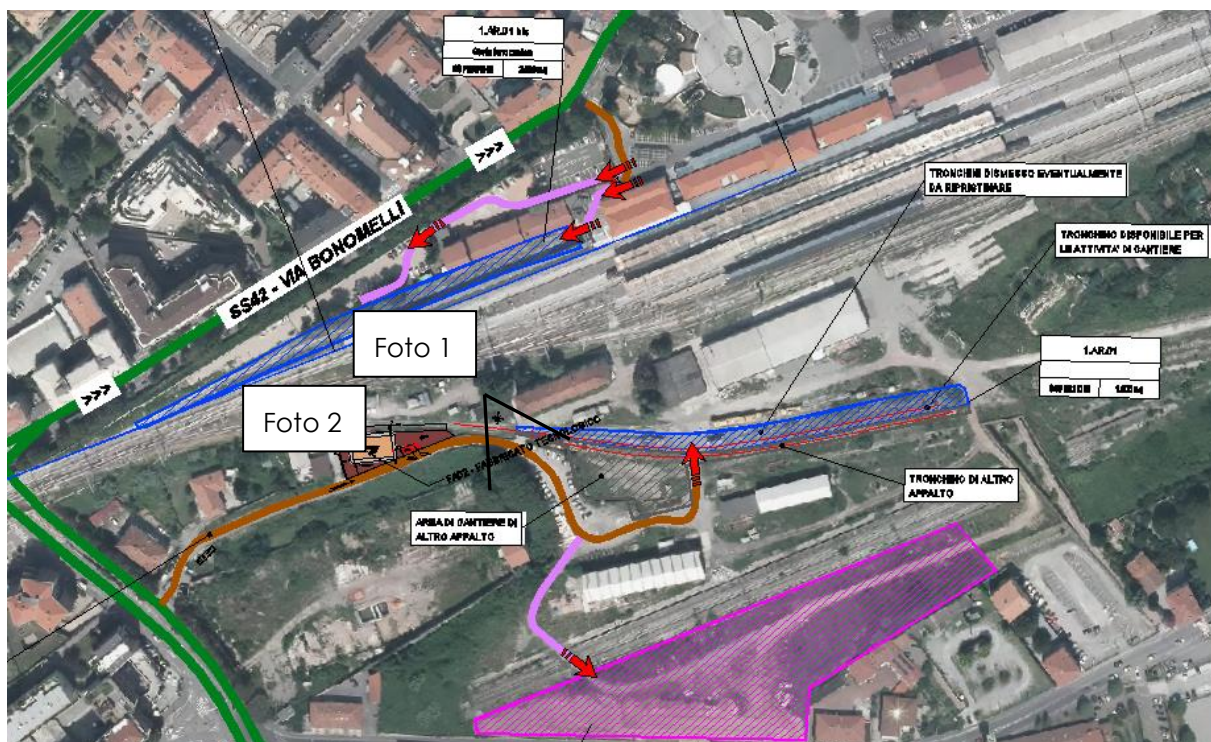 1.AR.01 bis
TRONCHINI DISMESSO EVENTUALMENTE
DA RIPRISTINARE
TRONCHINO DISPONIBILE PER
LE ATTIVITA' DI CANTIERE
>>>
SS42 - VIA BONOMELLI
>>>
Foto 1
1.AR.01
Foto 2
FA02 - FABBRICATO TECNOLOGICO
TRONCHINO DI ALTRO
APPALTO
AREA DI CANTIERE DI
ALTRO APPALTO